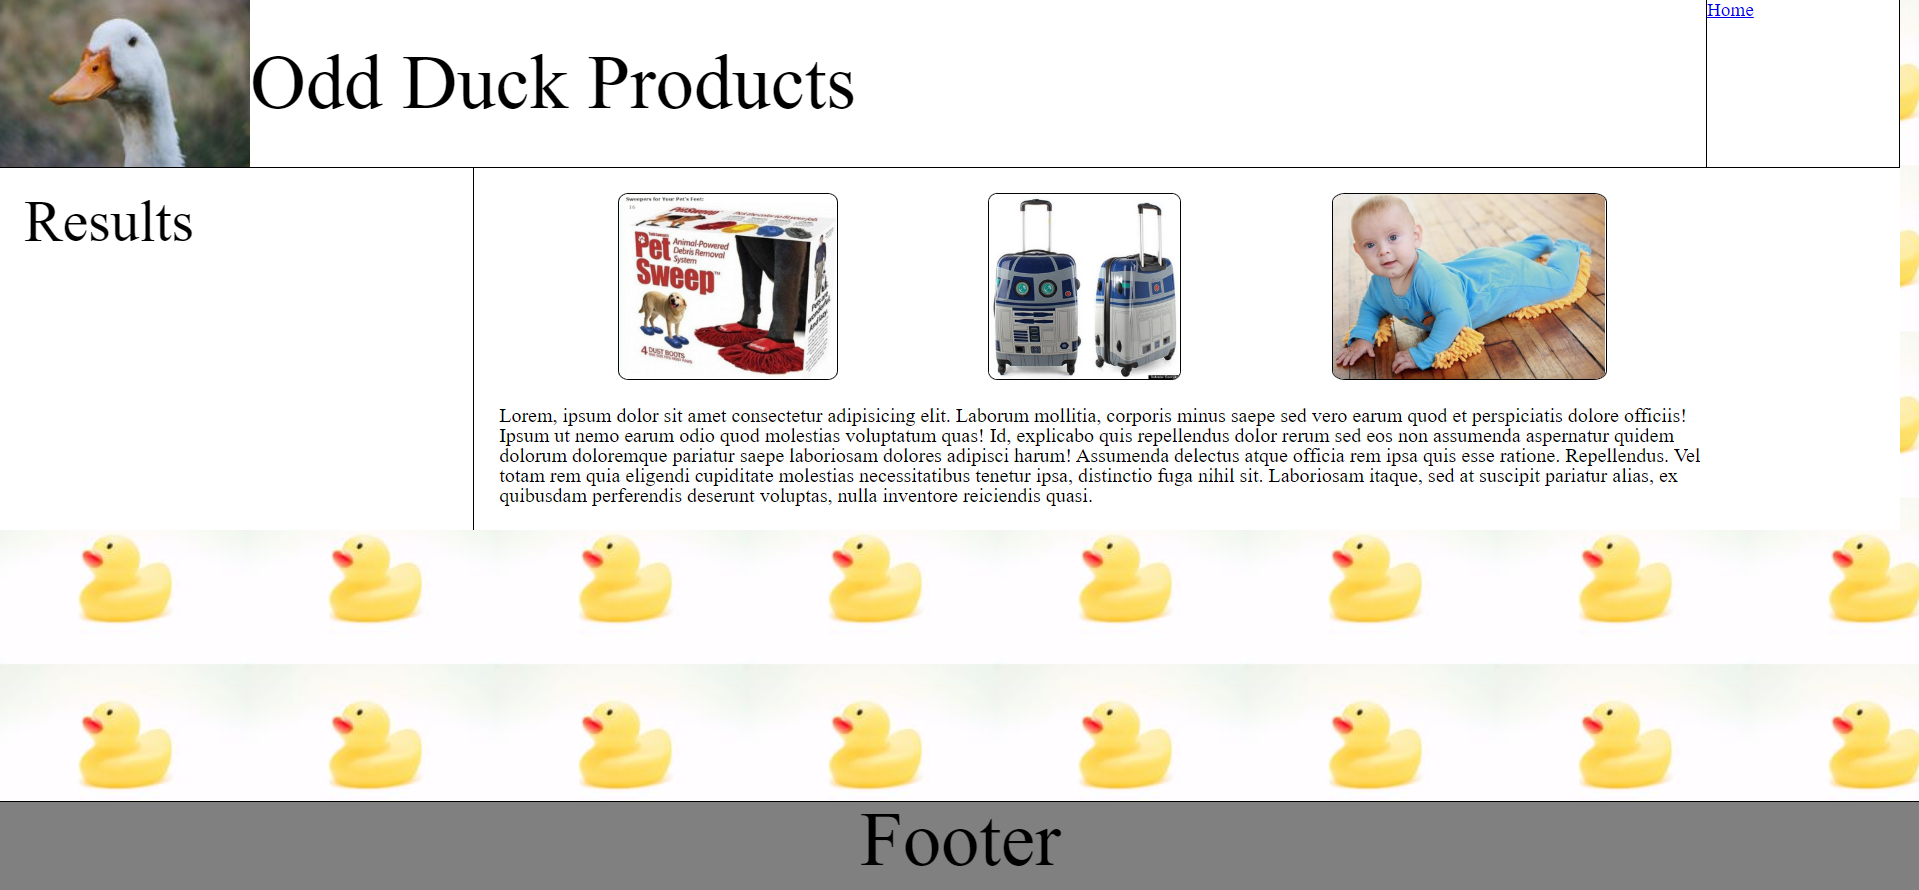 Odd Duck Products
Home
Results
Sweepers for Your Pet's Feet:
Pet Sweep
Animal-Powered
Debris Removal
System
4 DUST BOOTS
Lorem, ipsum dolor sit amet consectetur adipisicing elit. Laborum mollitia, corporis minus saepe sed vero earum quod et perspiciatis dolore officiis!
Ipsum ut nemo earum odio quod molestias voluptatum quas! Id, explicabo quis repellendus dolor rerum sed eos non assumenda aspernatur quidem
dolorum doloremque pariatur saepe laboriosam dolores adipisci harum! Assumenda delectus atque officia rem ipsa quis esse ratione. Repellendus. Vel
totam rem quia eligendi cupiditate molestias necessitatibus tenetur ipsa, distinctio fuga nihil sit. Laboriosam itaque, sed at suscipit pariatur alias, ex
quibusdam perferendis deserunt voluptas, nulla inventore reiciendis quasi.
Footer